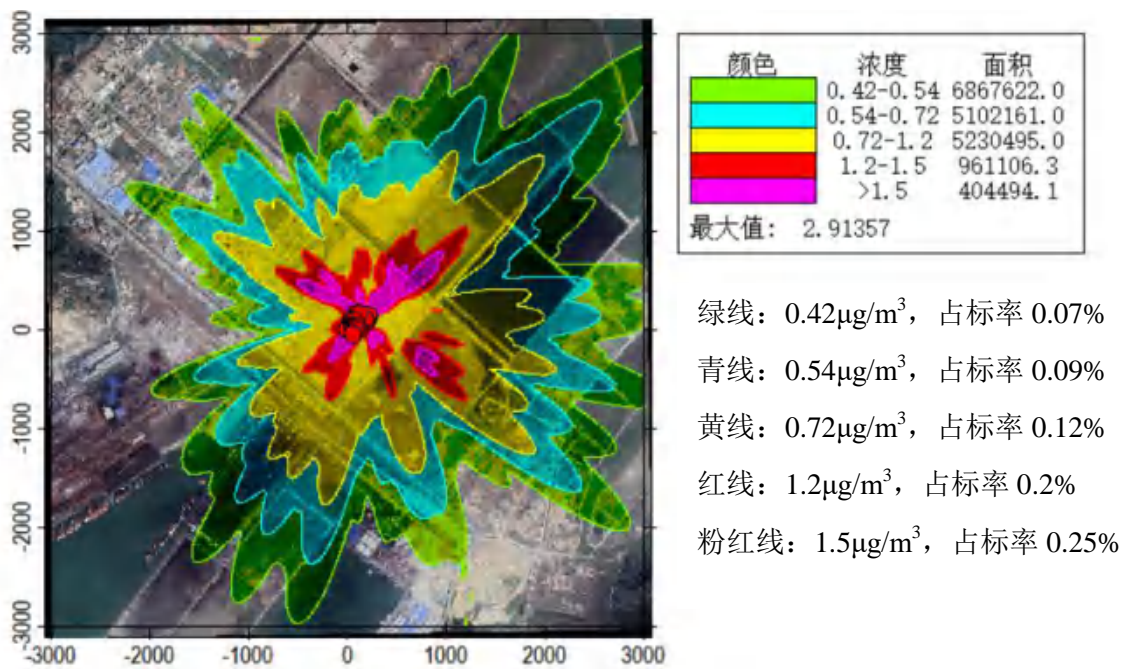 3000
2000
1000
0
-1000
-2000
-3000
-3000 -2000 -1000 0 1000 2000 3000
颜色 浓度 面积
0.42-0.54 6867622.0
0.54-0.72 5102161.0
0.72-1.2 5230495.0
1.2-1.5 961106.3
>1.5 404494.1
最大值: 2.91357
绿线：0.42μg/m³，占标率 0.07%
青线：0.54μg/m³，占标率 0.09%
黄线：0.72μg/m³，占标率 0.12%
红线：1.2μg/m³，占标率 0.2%
粉红线：1.5μg/m³，占标率 0.25%